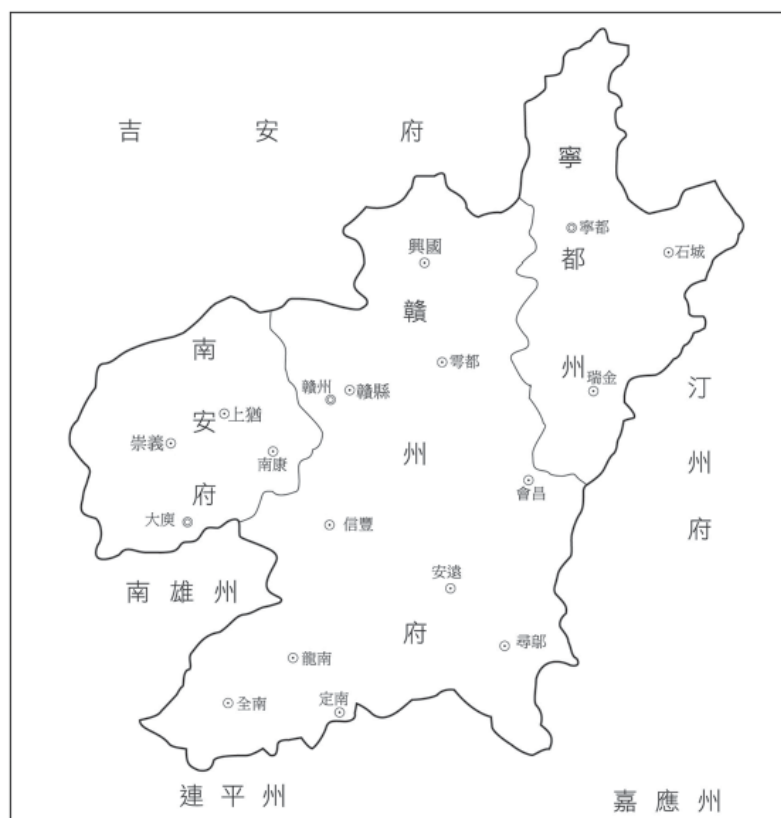 吉安府
寧都州
寧都
石城
興國
贛州府
南安府
雩都
瑞金
汀州府
贛州
贛縣
上猶
崇義
南康
會昌
大庾
信豐
南雄州
安遠
尋鄔
龍南
全南
定南
連平州
嘉應州